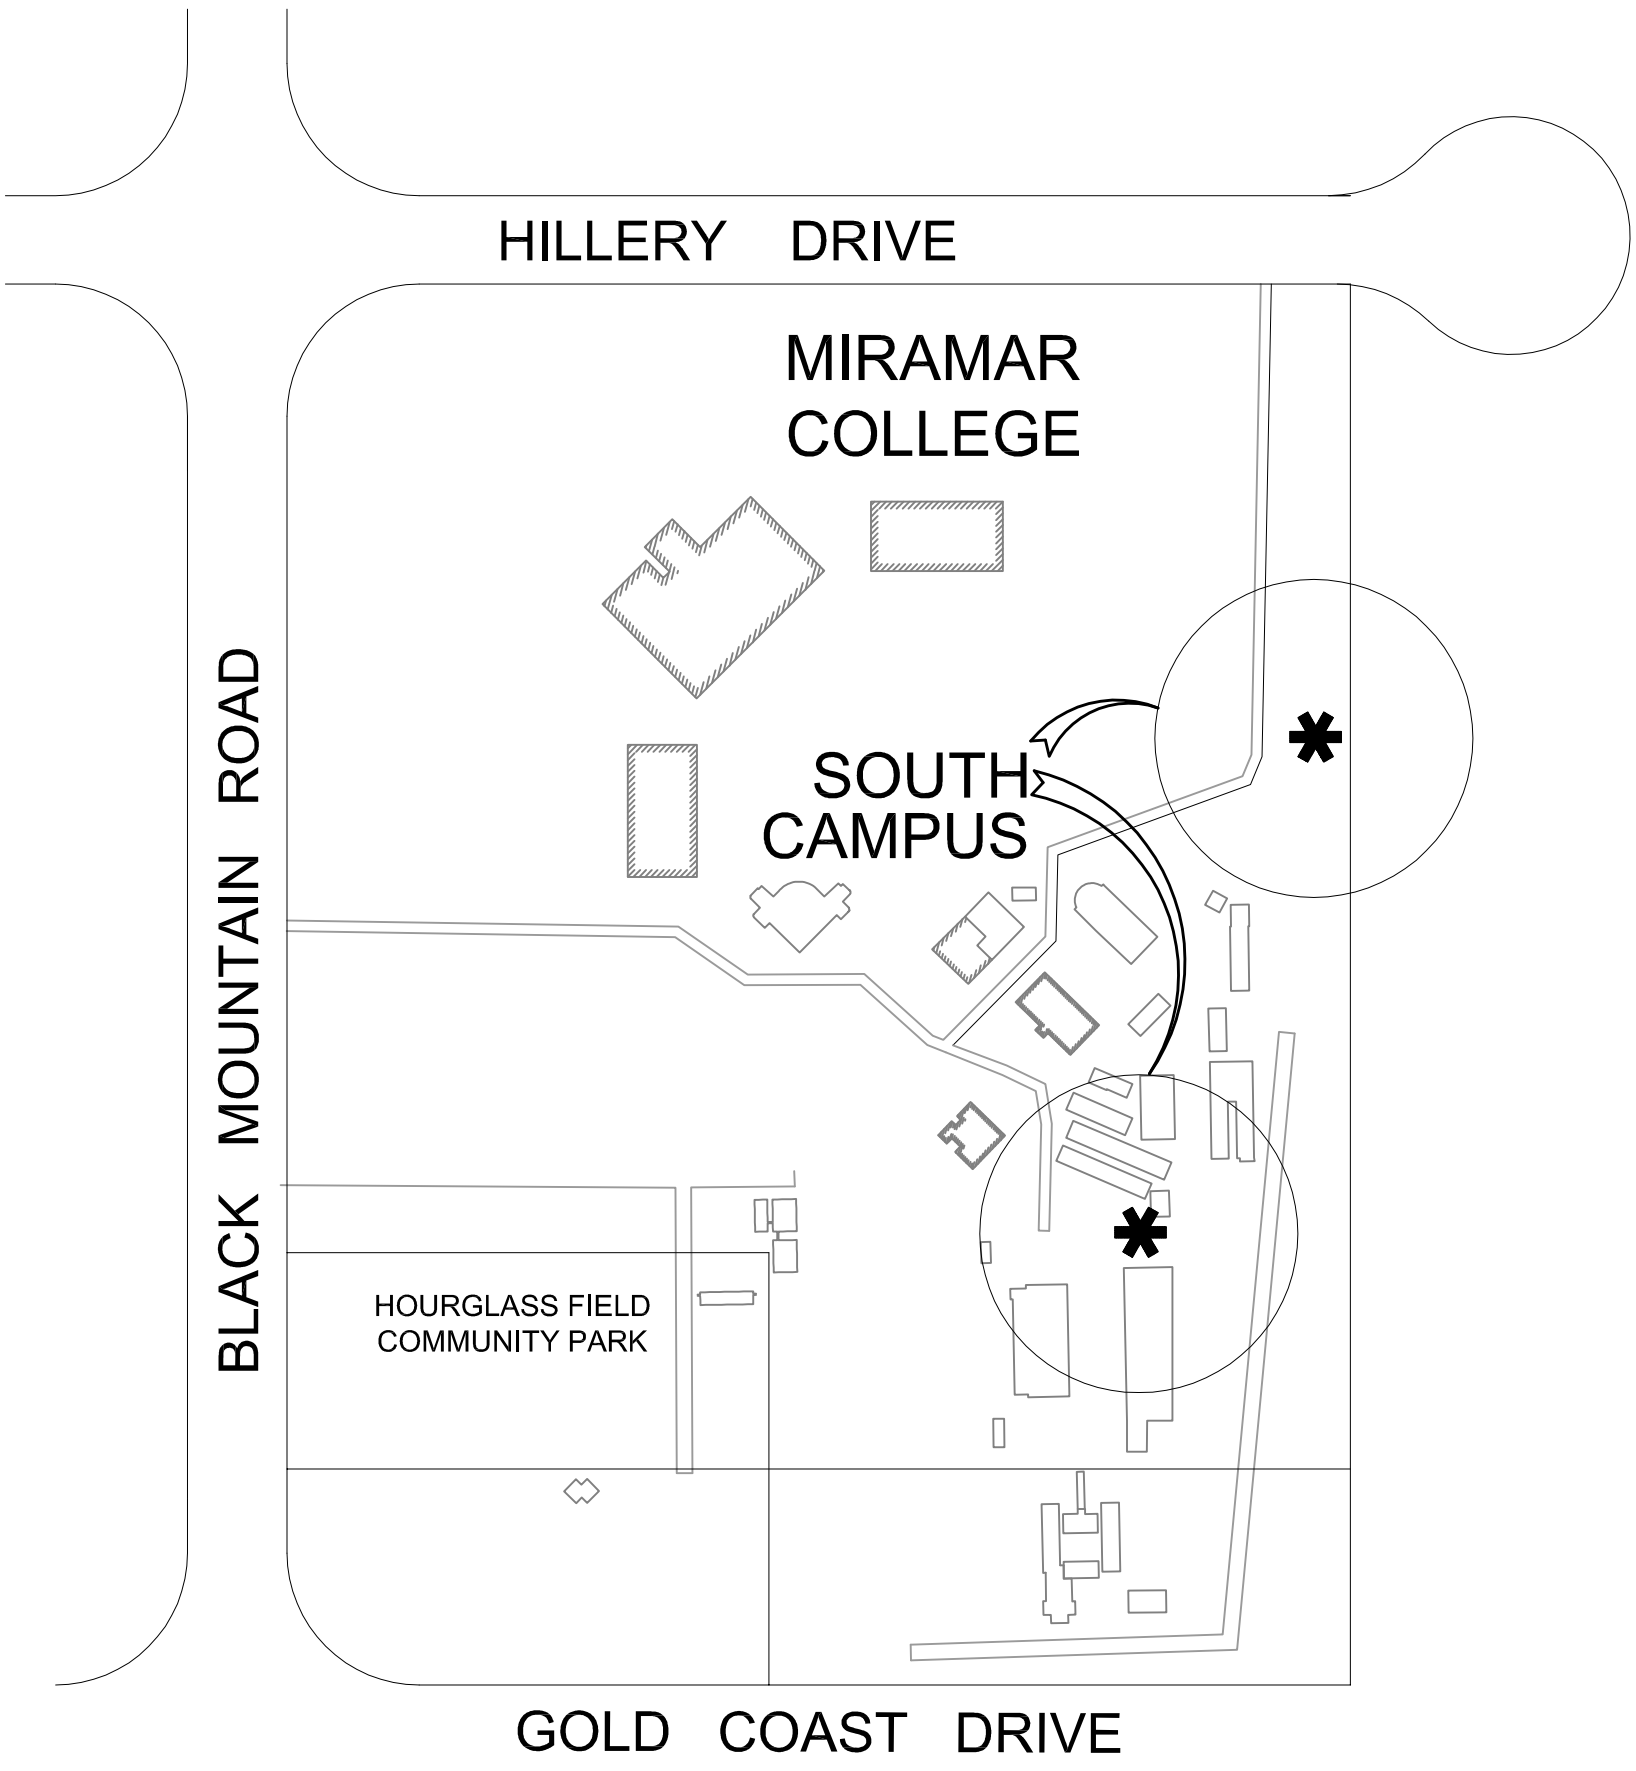 HILLERY DRIVE
MIRAMAR
COLLEGE
BLACK MOUNTAIN ROAD
SOUTH
CAMPUS
*
*
HOURGLASS FIELD
COMMUNITY PARK
GOLD COAST DRIVE